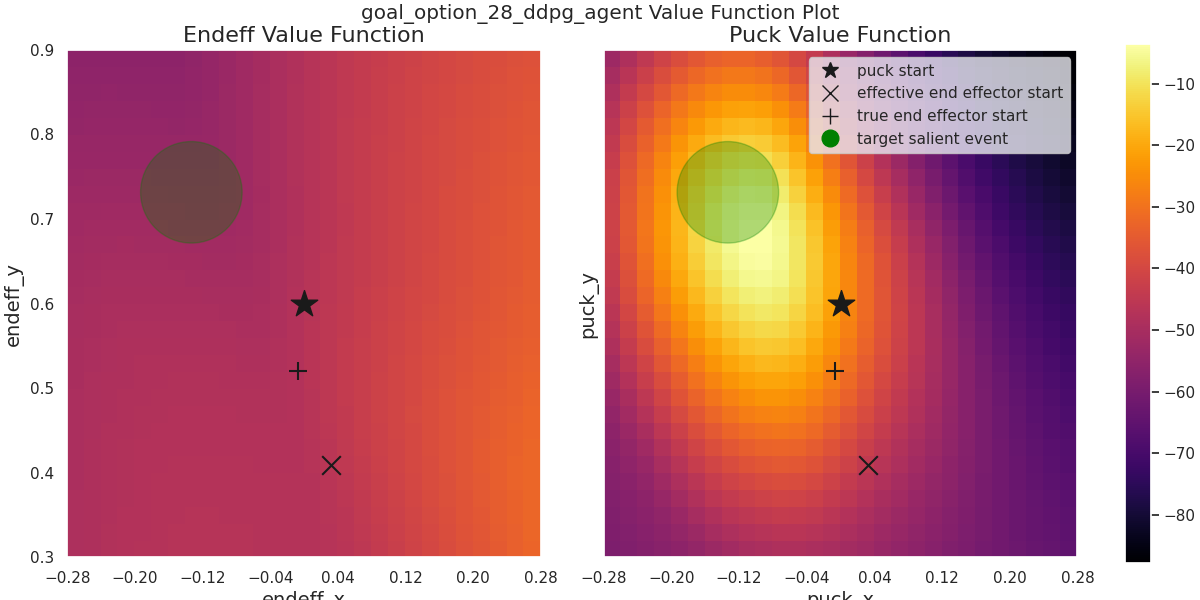 goal_option_28_ddpg_agent Value Function Plot
Endeff Value Function
Puck Value Function
0.9
0.8
0.7
0.6
0.5
0.4
0.3
endeff_y
−0.28 −0.20 −0.12 −0.04 0.04 0.12 0.20 0.28
endeff_x
puck_y
puck start
effective end effector start
true end effector start
target salient event
−0.28 −0.20 −0.12 −0.04 0.04 0.12 0.20 0.28
puck_x
−10
−20
−30
−40
−50
−60
−70
−80